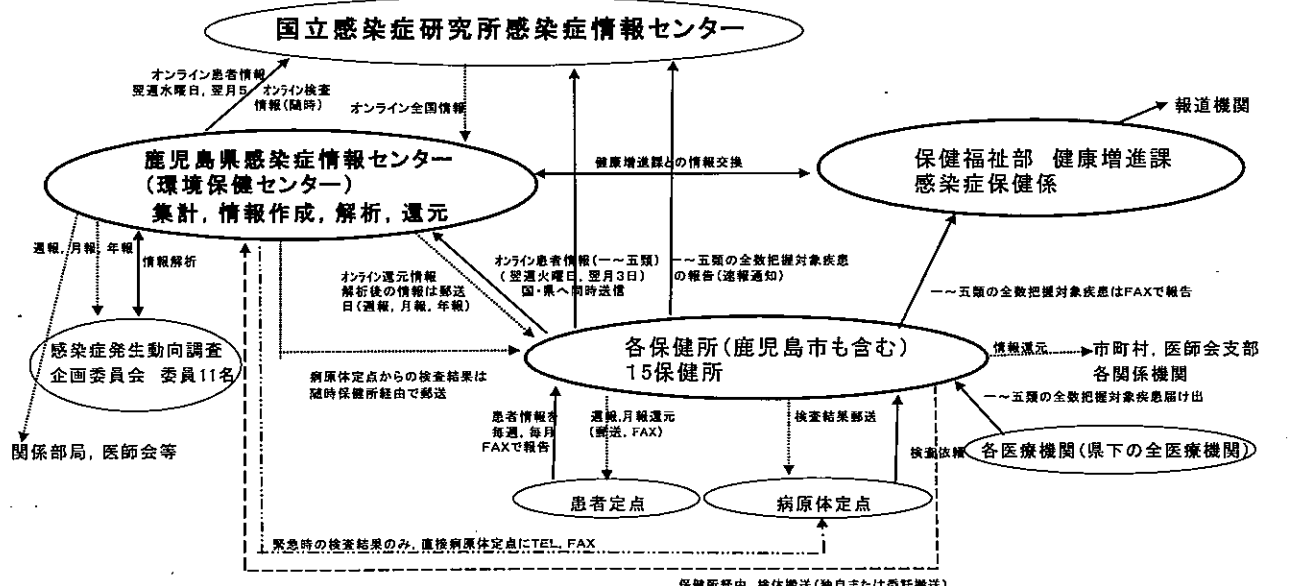 国立感染症研究所感染症情報センター
オンライン患者情報
翌週水曜日, 翌月5
オンライン検査
情報(随時)
オンライン全国情報
報道機関
鹿児島県感染症情報センター
(環境保健センター)
集計, 情報作成, 解析, 還元
健康増進課との情報交換
保健福祉部 健康増進課
感染症保健係
週報, 月報, 年報
情報解析
オンライン還元情報
解析後の情報は郵送
日(週報, 月報, 年報)
オンライン患者情報(一~五類)
(翌週火曜日, 翌月3日)
国・県へ同時送信
一~五類の全数把握対象疾患
の報告(速報通知)
一~五類の全数把握対象疾患はFAXで報告
感染症発生動向調査
企画委員会 委員11名
各保健所(鹿児島市も含む)
15保健所
情報還元
市町村, 医師会支部
各関係機関
病原体定点からの検査結果は
随時保健所経由で郵送
一~五類の全数把握対象疾患届け出
患者情報を
毎週, 毎月
FAXで報告
週報, 月報還元
(郵送, FAX)
検査結果郵送
検査依頼
各医療機関(県下の全医療機関)
関係部局, 医師会等
患者定点
病原体定点
緊急時の検査結果のみ, 直接病原体定点にTEL, FAX
保健所経由 検体搬送(独自または委託搬送)